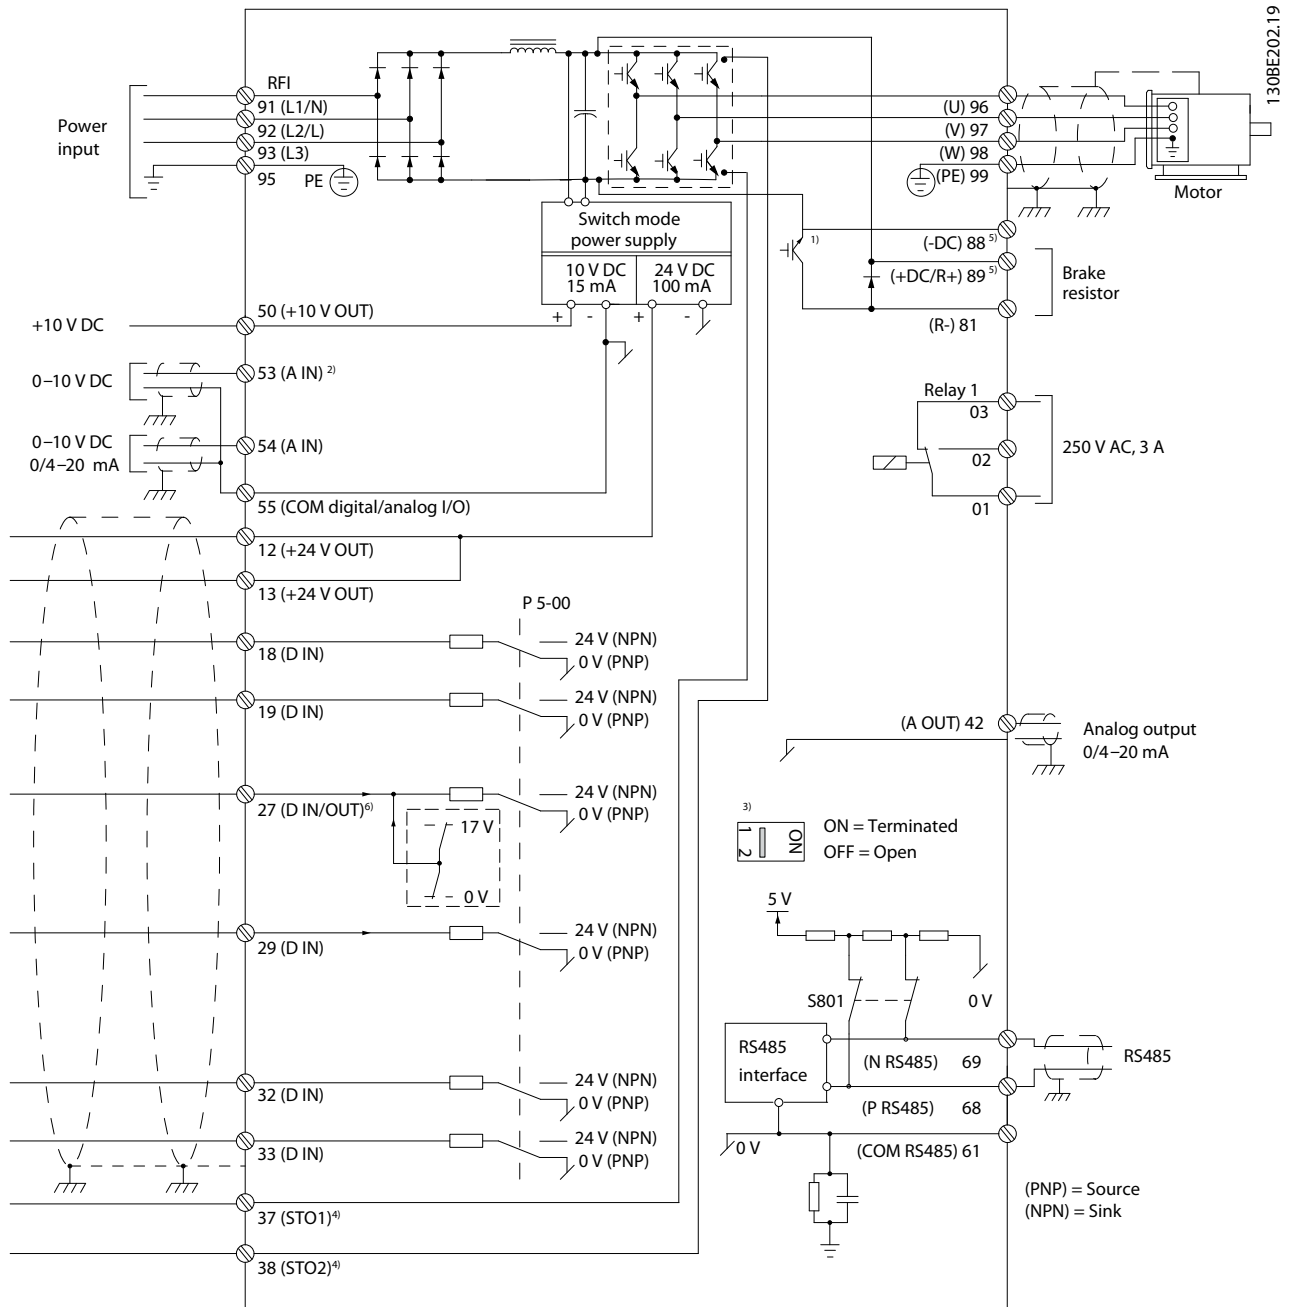 130BE202.19
Power
input
RFI
91 (L1/N)
92 (L2/L)
93 (L3)
95
PE
(U) 96
(V) 97
(W) 98
(PE) 99
Motor
Switch mode
power supply
10 V DC
15 mA
24 V DC
100 mA
+
-
+
-
1)
(-DC) 88 5)
(+DC/R+) 89 5)
(R-) 81
Brake
resistor
+10 V DC
50 (+10 V OUT)
0–10 V DC
53 (A IN) 2)
0–10 V DC
0/4–20 mA
54 (A IN)
55 (COM digital/analog I/O)
Relay 1
03
02
01
250 V AC, 3 A
12 (+24 V OUT)
13 (+24 V OUT)
P 5-00
18 (D IN)
24 V (NPN)
0 V (PNP)
19 (D IN)
24 V (NPN)
0 V (PNP)
27 (D IN/OUT)6)
24 V (NPN)
0 V (PNP)
17 V
0 V
29 (D IN)
24 V (NPN)
0 V (PNP)
32 (D IN)
24 V (NPN)
0 V (PNP)
33 (D IN)
24 V (NPN)
0 V (PNP)
37 (STO1)4)
38 (STO2)4)
(A OUT) 42
Analog output
0/4–20 mA
3)
1 2
ON
ON = Terminated
OFF = Open
5 V
S801
0 V
RS485
interface
(N RS485) 69
(P RS485) 68
RS485
0 V
(COM RS485) 61
(PNP) = Source
(NPN) = Sink